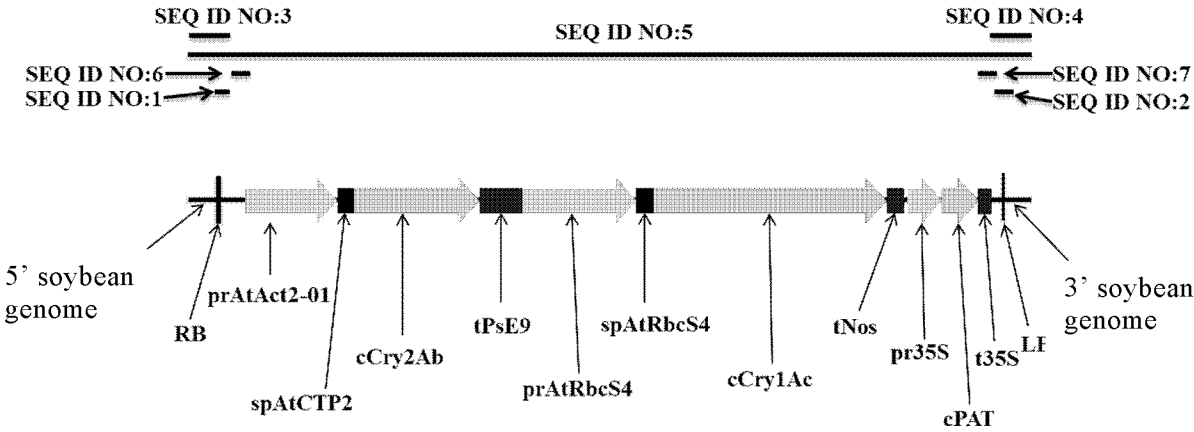 SEQ ID NO:3
SEQ ID NO:4
SEQ ID NO:5
SEQ ID NO:6
SEQ ID NO:7
SEQ ID NO:1
SEQ ID NO:2
5’ soybean
genome
3’ soybean
genome
prAtAct2-01
RB
cCry2Ab
spAtCTP2
tPsE9
prAtRbcS4
spAtRbcS4
cCry1Ac
tNos
pr35S
cPAT
t35S